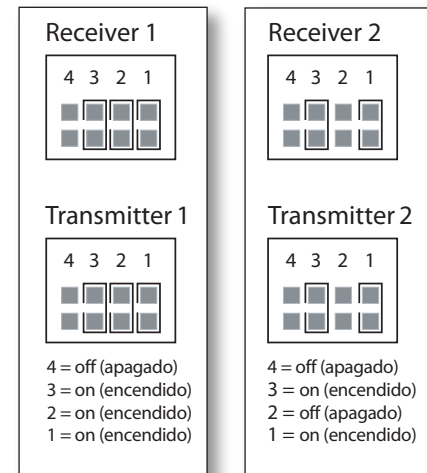 Receiver 1
4 3 2 1
Transmitter 1
4 3 2 1
4 = off (apagado)
3 = on (encendido)
2 = on (encendido)
1 = on (encendido)
Receiver 2
4 3 2 1
Transmitter 2
4 3 2 1
4 = off (apagado)
3 = on (encendido)
2 = off (apagado)
1 = on (encendido)